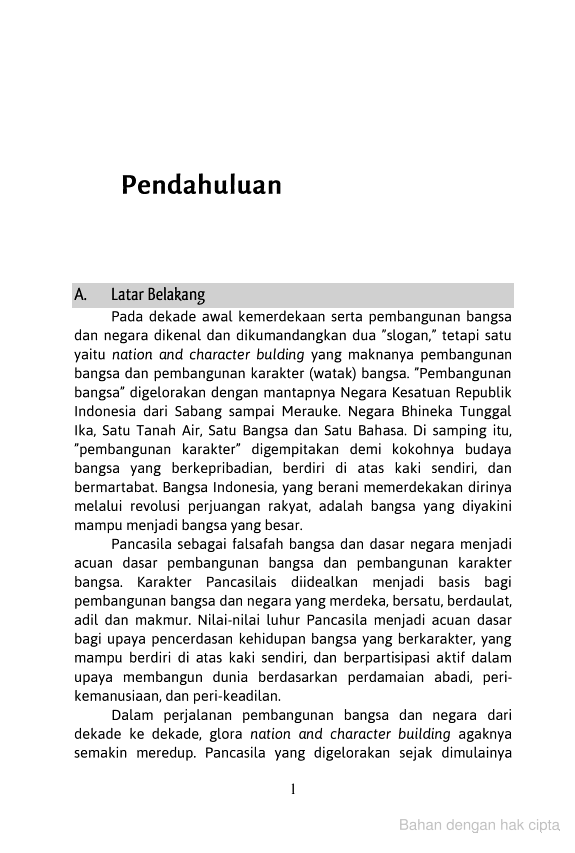 Pendahuluan
A. Latar Belakang
Pada dekade awal kemerdekaan serta pembangunan bangsa
dan negara dikenal dan dikumandangkan dua "slogan," tetapi satu
yaitu nation and character bulding yang maknanya pembangunan
bangsa dan pembangunan karakter (watak) bangsa. "Pembangunan
bangsa" digelorakan dengan mantapnya Negara Kesatuan Republik
Indonesia dari Sabang sampai Merauke. Negara Bhineka Tunggal
Ika, Satu Tanah Air, Satu Bangsa dan Satu Bahasa. Di samping itu,
"pembangunan karakter" digempitakan demi kokohnya budaya
bangsa yang berkepribadian, berdiri di atas kaki sendiri, dan
bermartabat. Bangsa Indonesia, yang berani memerdekakan dirinya
melalui revolusi perjuangan rakyat, adalah bangsa yang diyakini
mampu menjadi bangsa yang besar.
Pancasila sebagai falsafah bangsa dan dasar negara menjadi
acuan dasar pembangunan bangsa dan pembangunan karakter
bangsa. Karakter Pancasilais diidealkan menjadi basis bagi
pembangunan bangsa dan negara yang merdeka, bersatu, berdaulat,
adil dan makmur. Nilai-nilai luhur Pancasila menjadi acuan dasar
bagi upaya pencerdasan kehidupan bangsa yang berkarakter, yang
mampu berdiri di atas kaki sendiri, dan berpartisipasi aktif dalam
upaya membangun dunia berdasarkan perdamaian abadi, peri-
kemanusiaan, dan peri-keadilan.
Dalam perjalanan pembangunan bangsa dan negara dari
dekade ke dekade, glora nation and character building agaknya
semakin meredup. Pancasila yang digelorakan sejak dimulainya
1
Bahan dengan hak cipta